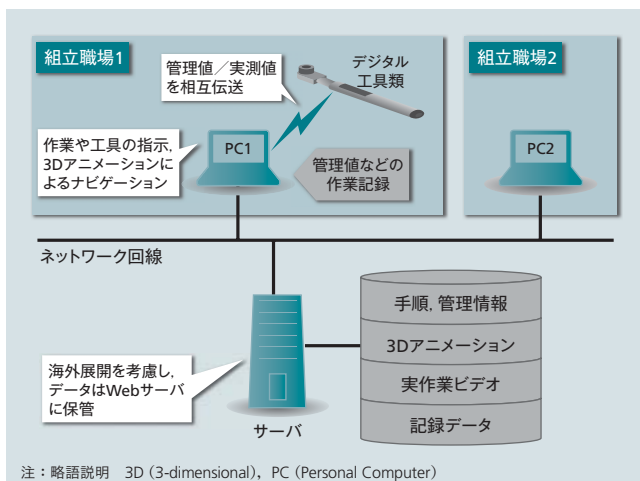 組立職場1
管理値／実測値
を相互伝送
デジタル
工具類
組立職場2
作業や工具の指示，
3Dアニメーションに
よるナビゲーション
PC1
管理値などの
作業記録
PC2
ネットワーク回線
手順，管理情報
3Dアニメーション
実作業ビデオ
記録データ
海外展開を考慮し，
データはWebサーバ
に保管
サーバ
注：略語説明　3D（3-dimensional），PC（Personal Computer）